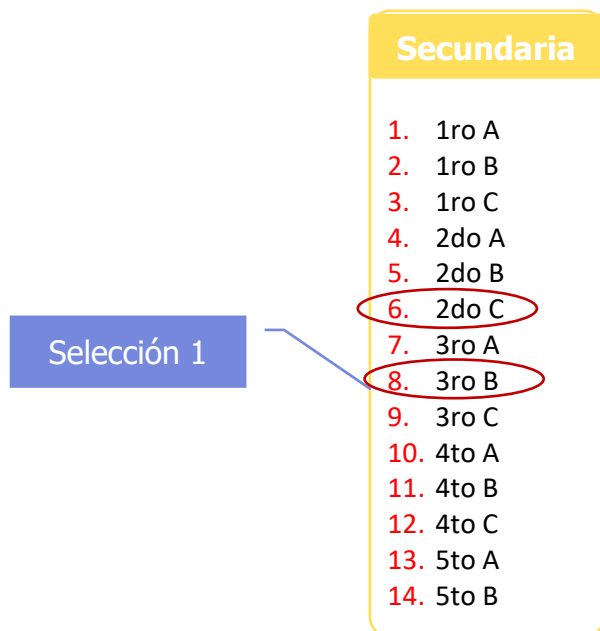 Secundaria
1. 1ro A
2. 1ro B
3. 1ro C
4. 2do A
5. 2do B
6. 2do C
7. 3ro A
8. 3ro B
9. 3ro C
10. 4to A
11. 4to B
12. 4to C
13. 5to A
14. 5to B
Selección 1